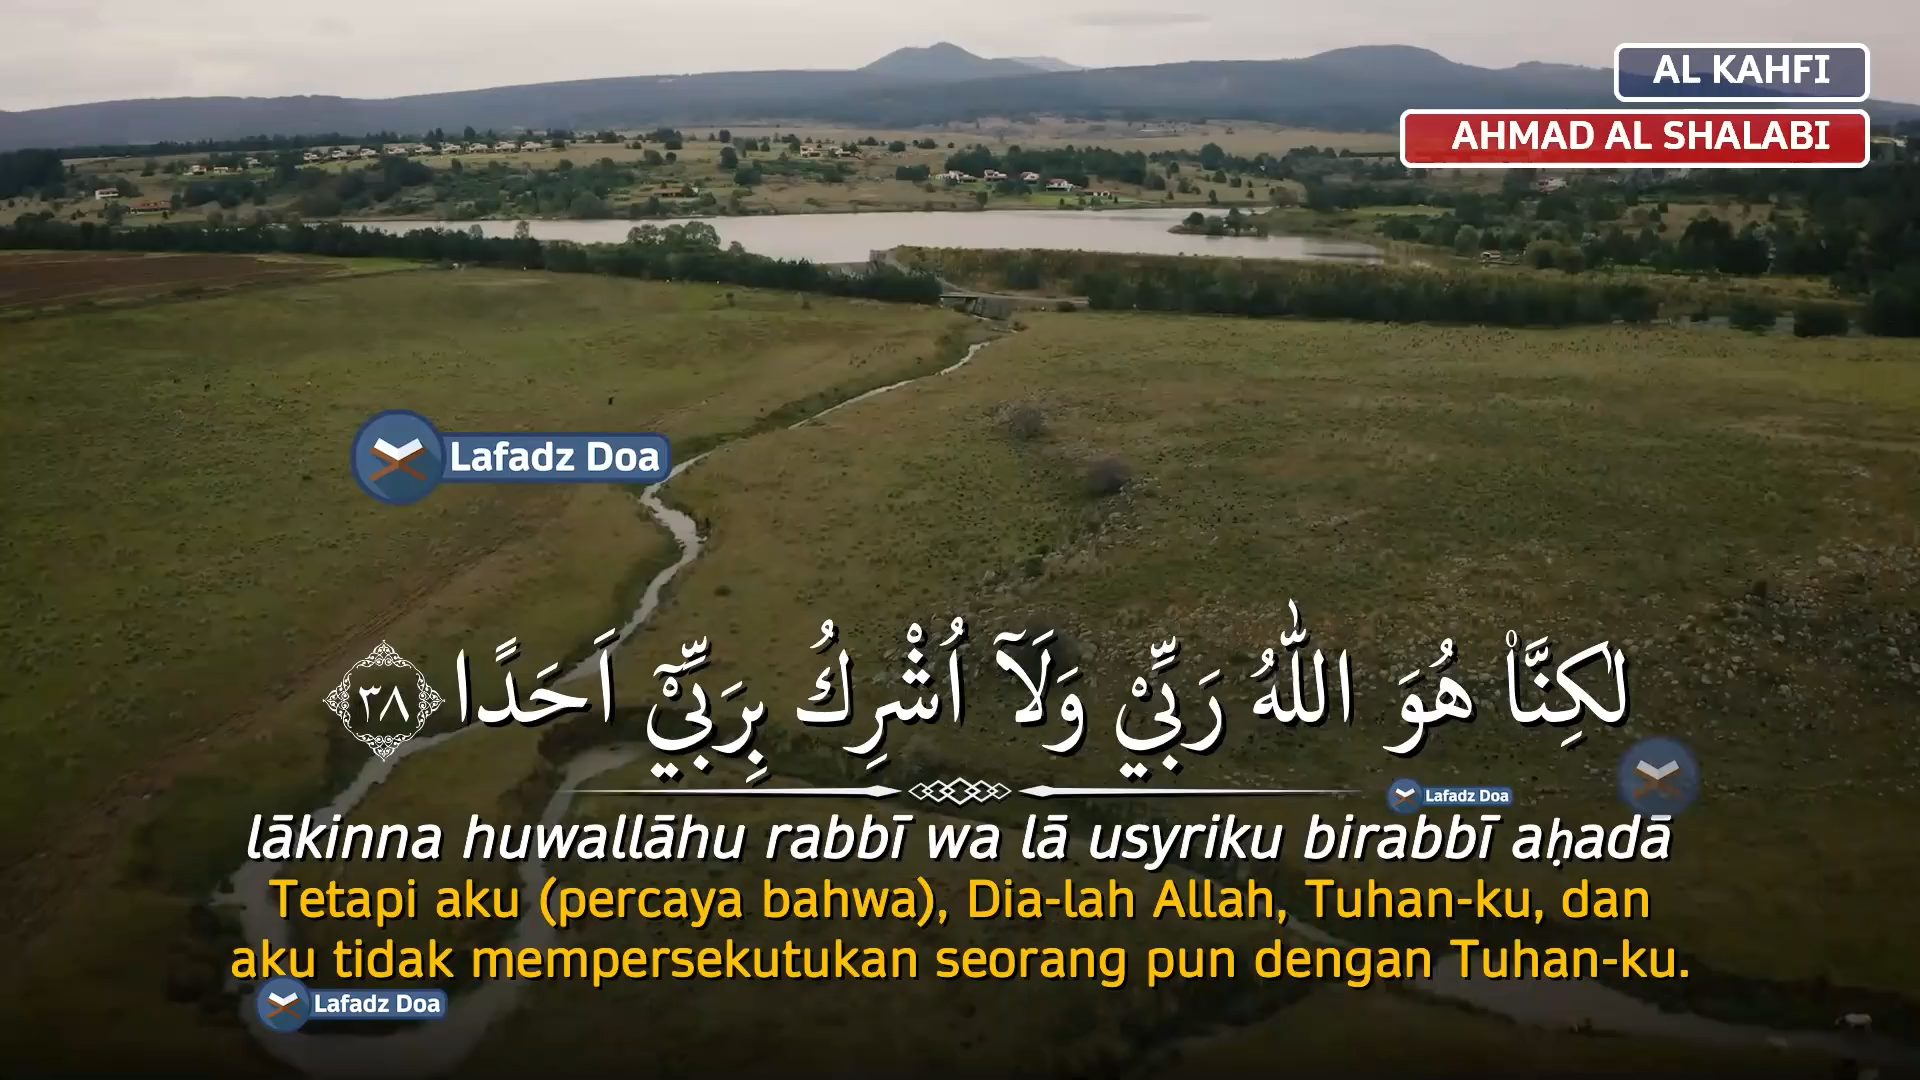 AL KAHFI
AHMAD AL SHALABI
Lafadz Doa
لٰكِنَّا۠ هُوَ اللّٰهُ رَبِّيْ وَلَآ اُشْرِكُ بِرَبِّيْٓ اَحَدًا ٣٨
Lafadz Doa
lākinna huwallāhu rabbī wa lā usyriku birabbī aḥadā
Tetapi aku (percaya bahwa), Dia-lah Allah, Tuhan-ku, dan
aku tidak mempersekutukan seorang pun dengan Tuhan-ku.
Lafadz Doa